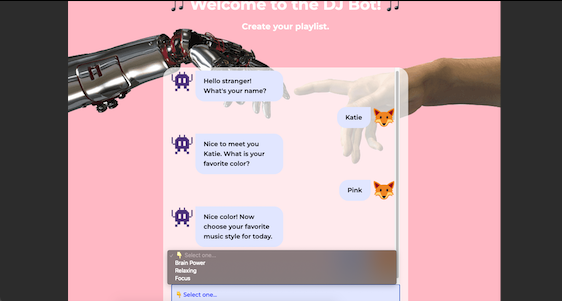 🎵 Welcome to the DJ Bot! 🎵
Create your playlist.
Hello stranger!
What's your name?
Katie
Nice to meet you
Katie. What is your
favorite color?
Pink
Nice color! Now
choose your favorite
music style for today.
👇 Select one...
Brain Power
Relaxing
Focus
👇 Select one...